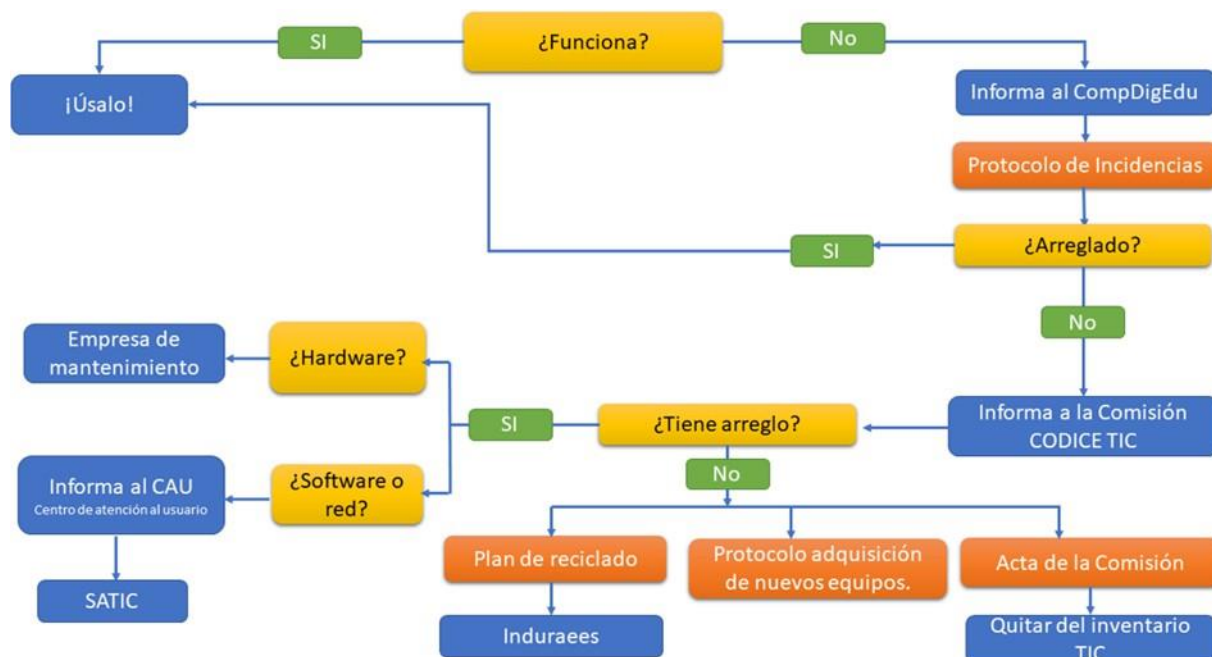 SI
¿Funciona?
No
¡Úsalo!
Informa al CompDigEdu
Protocolo de Incidencias
SI
¿Arreglado?
No
Empresa de
mantenimiento
¿Hardware?
SI
¿Tiene arreglo?
Informa a la Comisión
CODICE TIC
No
Informa al CAU
Centro de atención al usuario
¿Software o
red?
Plan de reciclado
Protocolo adquisición
de nuevos equipos.
Acta de la Comisión
SATIC
Induraees
Quitar del inventario
TIC